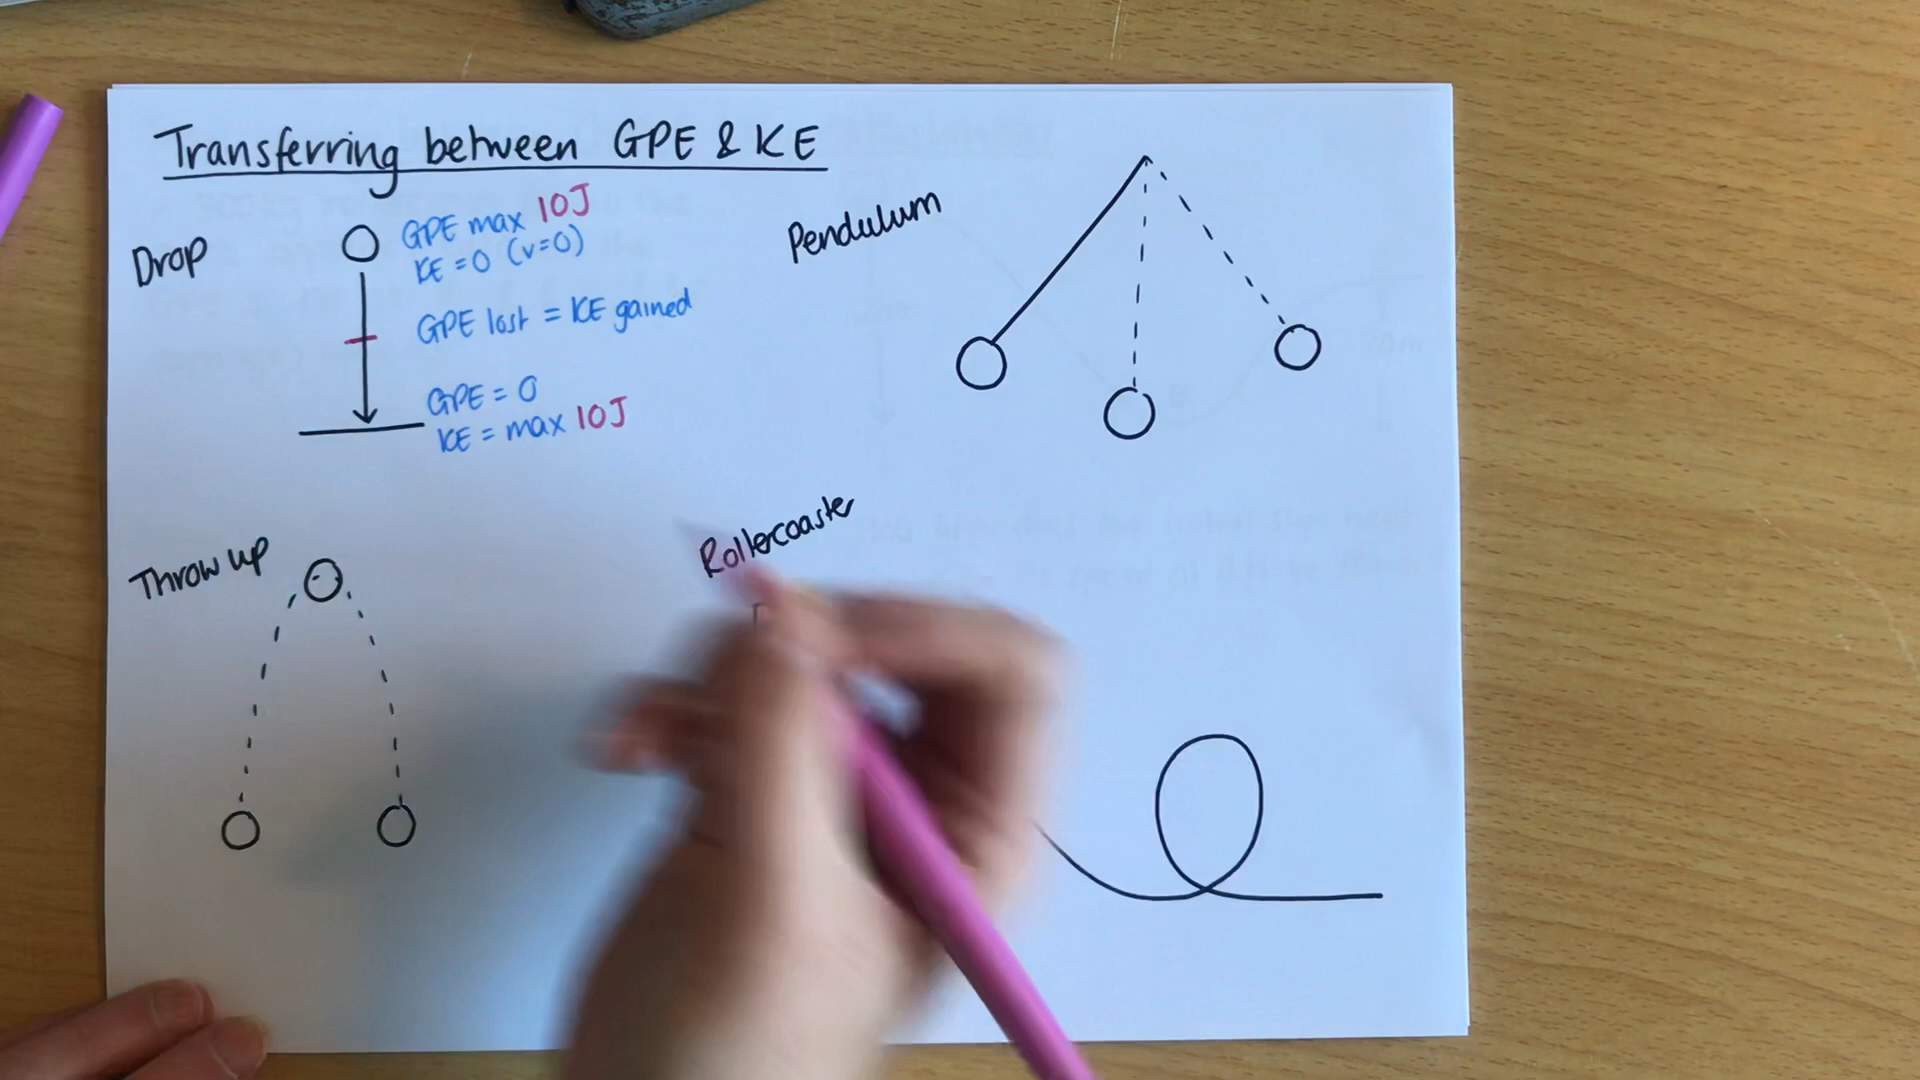 Transferring between GPE & KE
Drop
GPE max 10J
KE = 0 (v=0)
GPE lost = KE gained
GPE = 0
KE = max 10J
Pendulum
Throw up
Rollercoaster